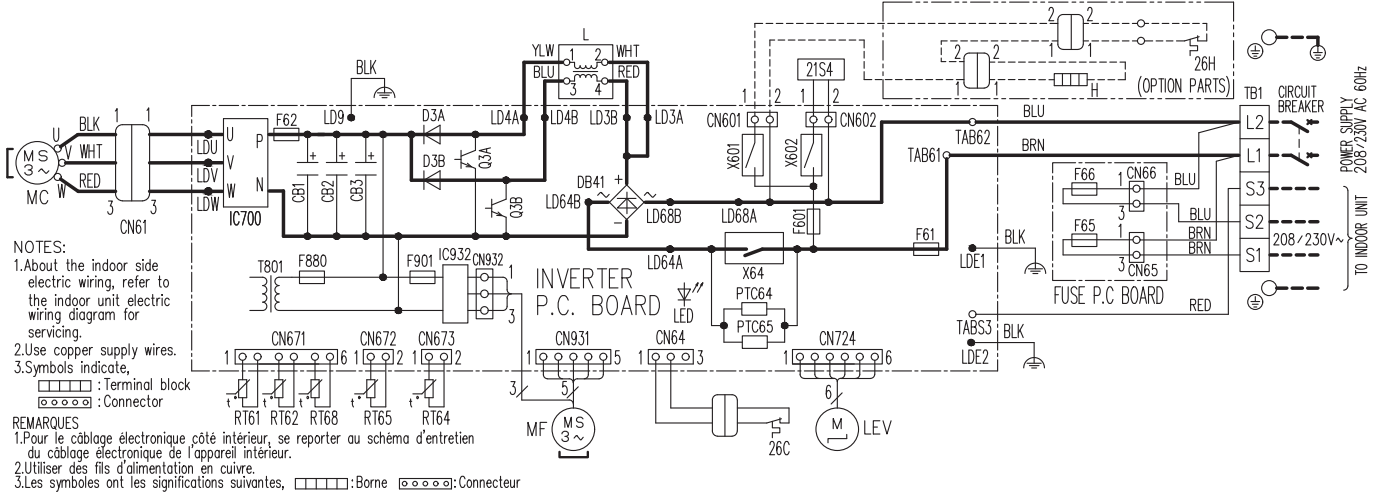 L
YLW 1 2 WHT
BLU 3 4 RED
BLK
LD9
LD4A
LD4B
LD3B
LD3A
21S4
1 2
1 2
CN601
CN602
X601
X602
2 2
1 1
2 2
1 1
26H
H
(OPTION PARTS)
TB1
CIRCUIT
BREAKER
POWER SUPPLY
208/230V AC 60Hz
L2
L1
S3
S2
S1
208/230V~
TO INDOOR UNIT
BLU
TAB62
BRN
TAB61
U
BLK
V
WHT
W
RED
MS
3~
MC
1 1
3 3
CN61
LDU
LDV
LDW
U
V
W
P
N
IC700
F62
CB1
CB2
CB3
+
+
+
D3A
D3B
Q3A
Q3B
DB41
+
~
~
-
LD64B
LD68B
LD68A
F601
LD64A
X64
F61
F66
CN66
1
3
BLU
BLU
F65
CN65
1
3
BRN
BRN
FUSE P.C BOARD
BLK
LDE1
RED
TABS3
BLK
LDE2
T801
F880
F901
IC932
CN932
1
3
INVERTER
P.C. BOARD
LED
PTC64
PTC65
CN671
1 6
CN672
1 2
CN673
1 2
CN931
1 5
CN64
1 3
CN724
1 6
t°
t°
t°
t°
t°
RT61
RT62
RT68
RT65
RT64
3
5
6
MF
MS
3~
26C
M
LEV
NOTES:
1.About the indoor side
electric wiring, refer to
the indoor unit electric
wiring diagram for
servicing.
2.Use copper supply wires.
3.Symbols indicate,
:Terminal block
:Connector
REMARQUES
1.Pour le câblage électronique côté intérieur, se reporter au schéma d'entretien
du câblage électronique de l'appareil intérieur.
2.Utiliser des fils d'alimentation en cuivre.
3.Les symboles ont les significations suivantes, :Borne :Connecteur